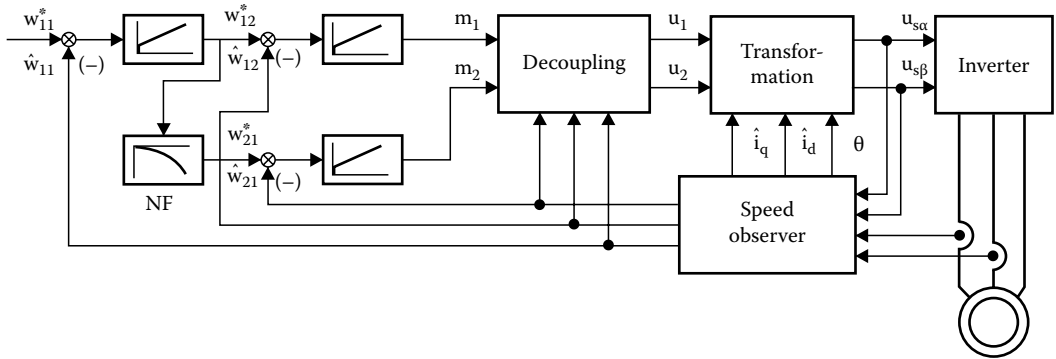 w*11
ŵ11
(−)
w*12
ŵ12
(−)
m1
m2
Decoupling
u1
u2
Transfor-
mation
usα
usβ
Inverter
NF
w*21
ŵ21
(−)
îq
îd
θ
Speed
observer